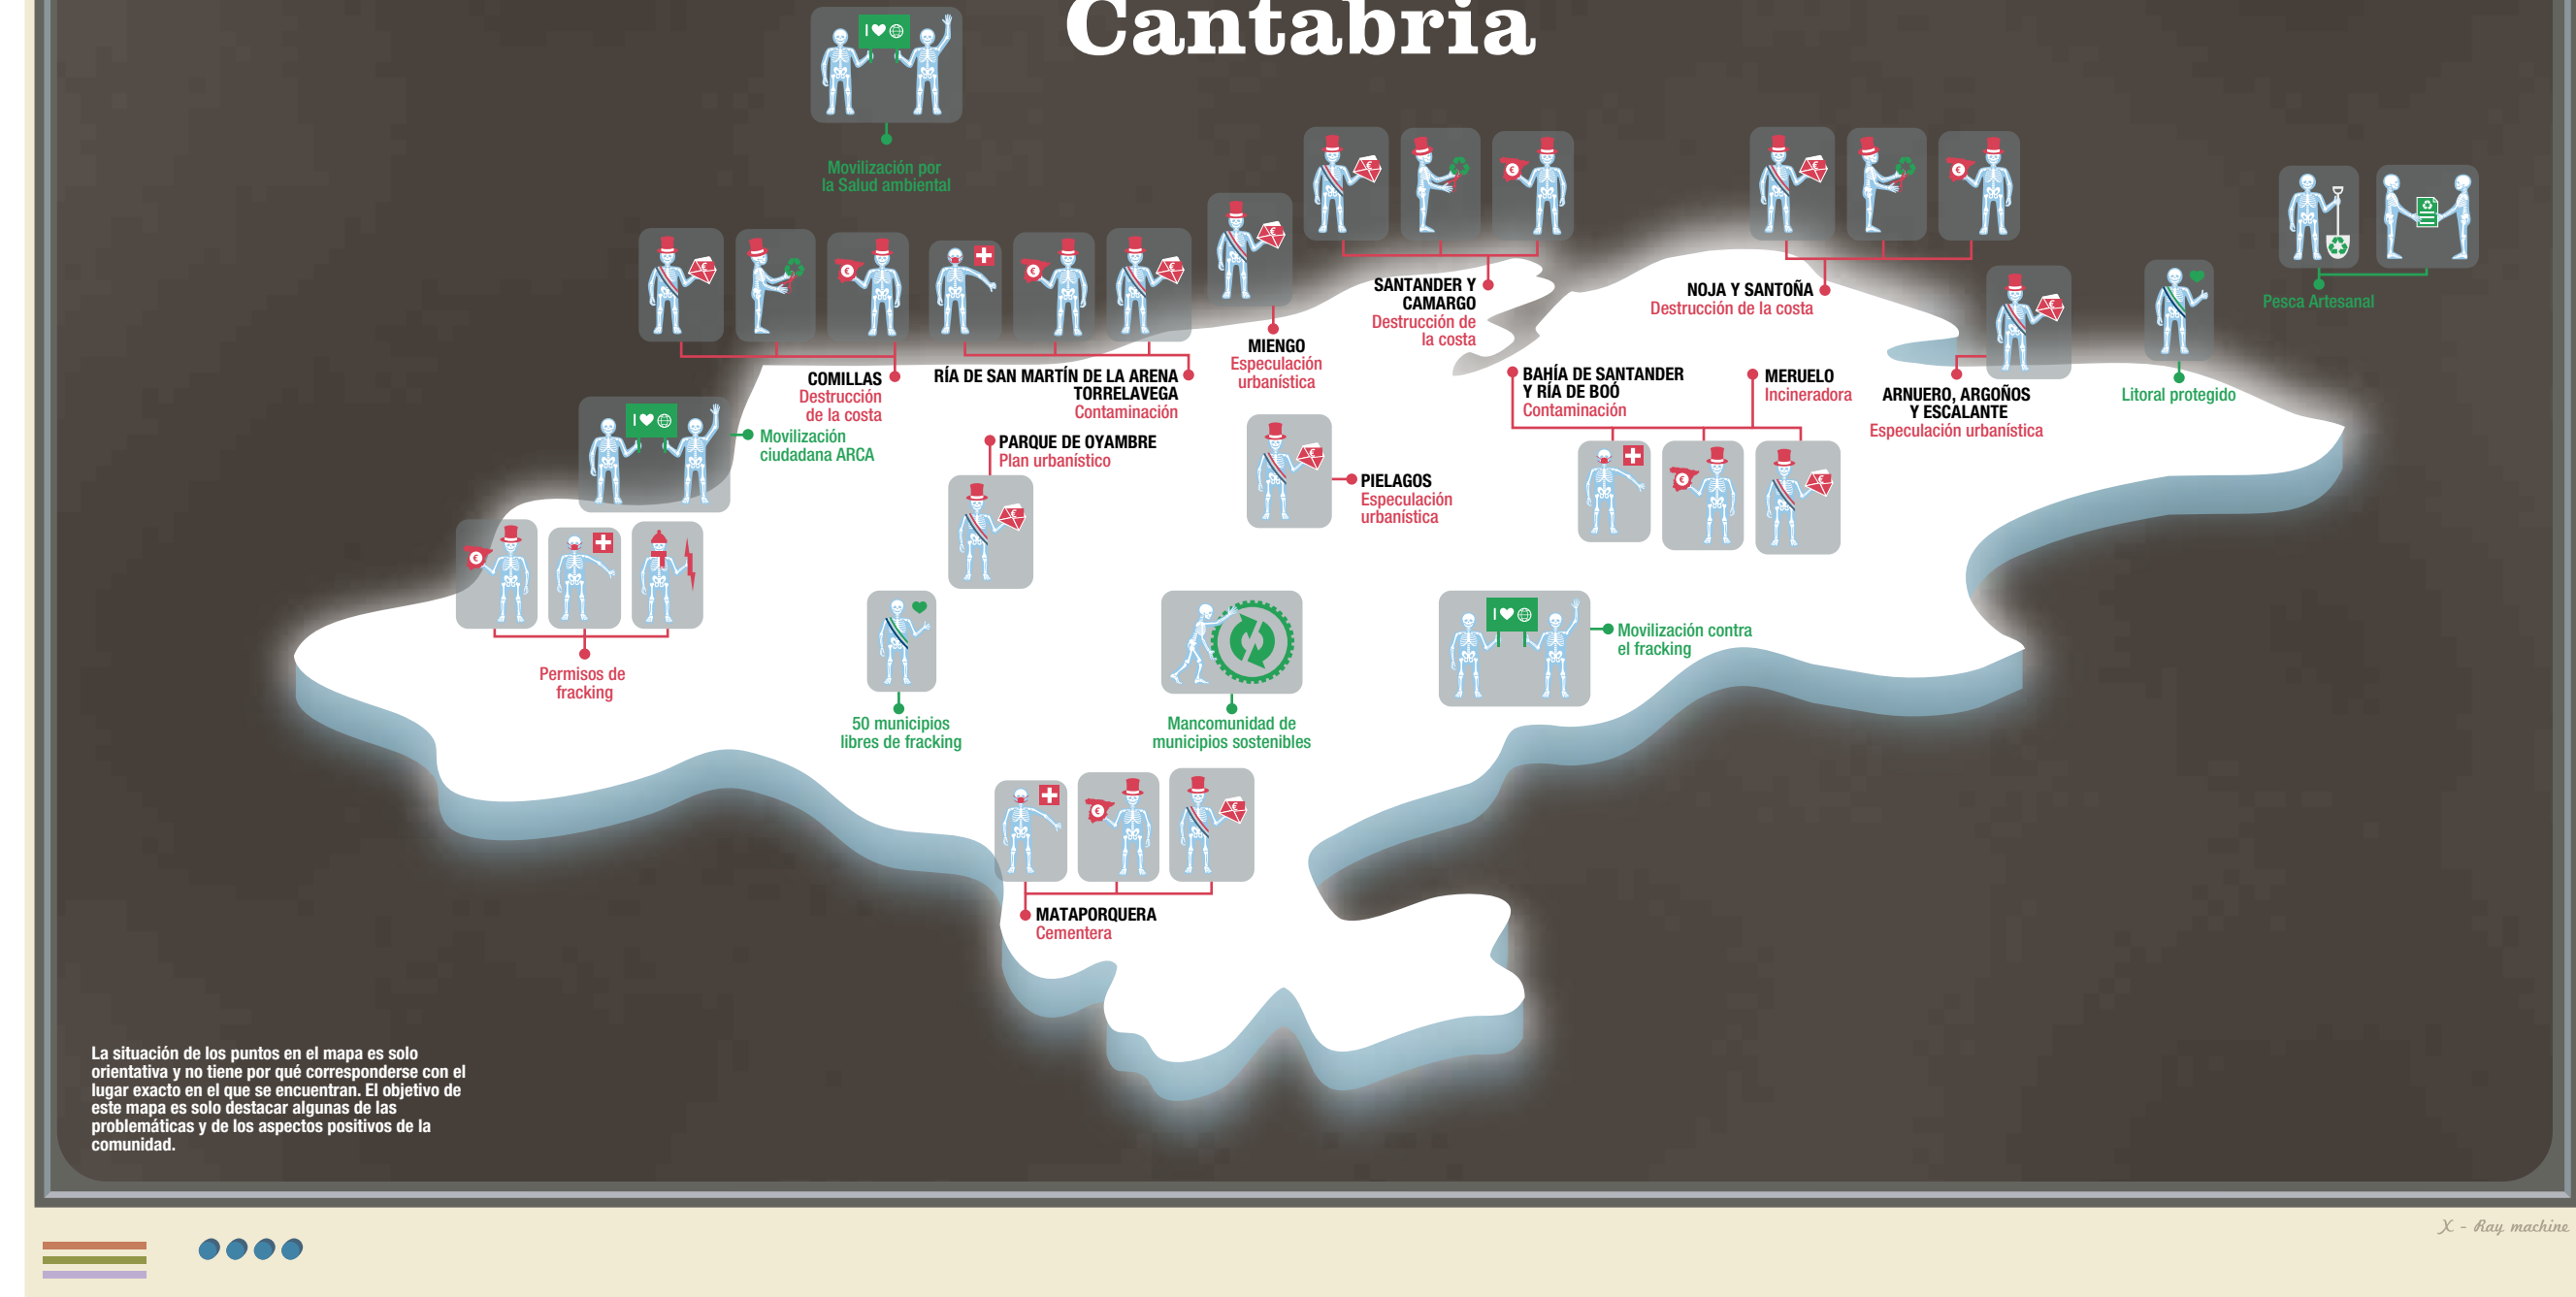 Cantabria
I
Movilización por
la Salud ambiental
SANTANDER Y
CAMARGO
Destrucción de
la costa
NOJA Y SANTOÑA
Destrucción de la costa
Pesca Artesanal
MIENGO
Especulación
urbanística
COMILLAS
Destrucción
de la costa
RÍA DE SAN MARTÍN DE LA ARENA
TORRELAVEGA
Contaminación
BAHÍA DE SANTANDER
Y RÍA DE BOÓ
Contaminación
MERUELO
Incineradora
ARNUERO, ARGOÑOS
Y ESCALANTE
Especulación urbanística
Litoral protegido
I
Movilización
ciudadana ARCA
PARQUE DE OYAMBRE
Plan urbanístico
PIELAGOS
Especulación
urbanística
Permisos de
fracking
50 municipios
libres de fracking
Mancomunidad de
municipios sostenibles
I
Movilización contra
el fracking
MATAPORQUERA
Cementera
La situación de los puntos en el mapa es solo
orientativa y no tiene por qué corresponderse con el
lugar exacto en el que se encuentran. El objetivo de
este mapa es solo destacar algunas de las
problemáticas y de los aspectos positivos de la
comunidad.
X - Ray machine